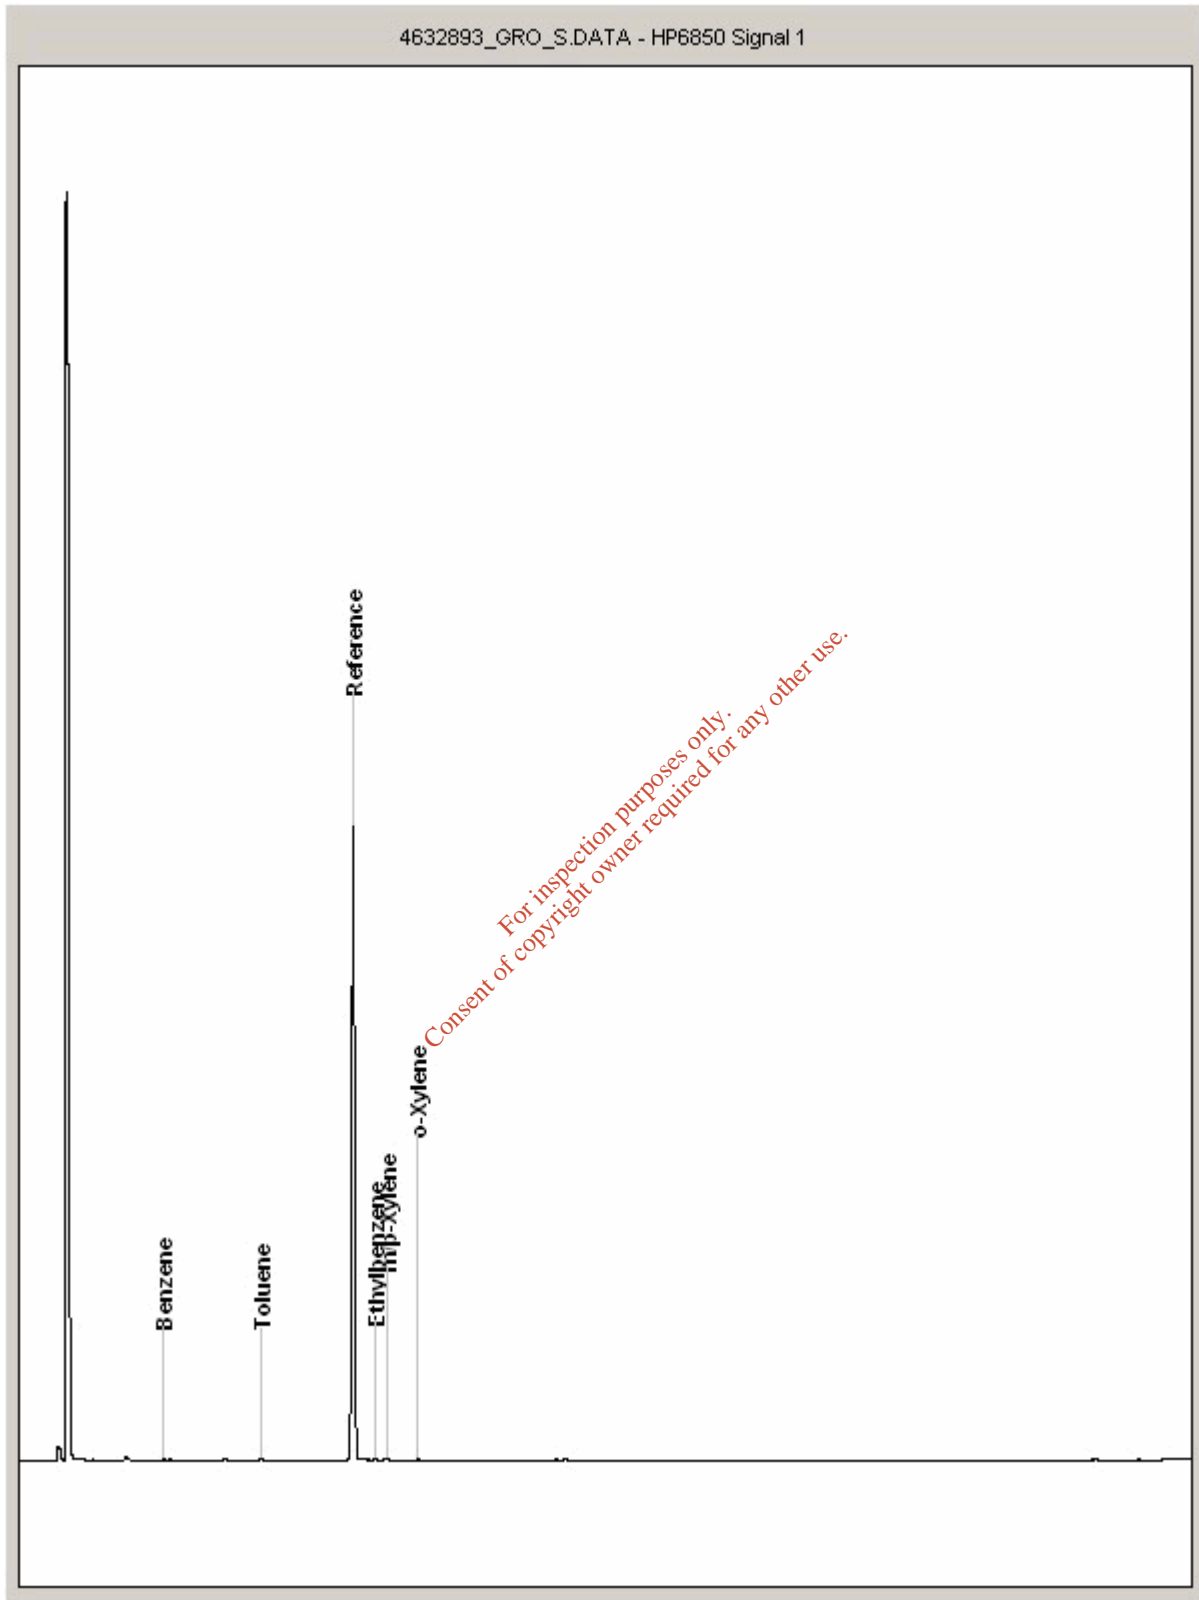 4632893_GRO_S.DATA - HP6850 Signal 1
Reference
For inspection purposes only.
Consent of copyright owner required for any other use.
o-Xylene
m/p-Xylene
Ethylbenzene
Benzene
Toluene